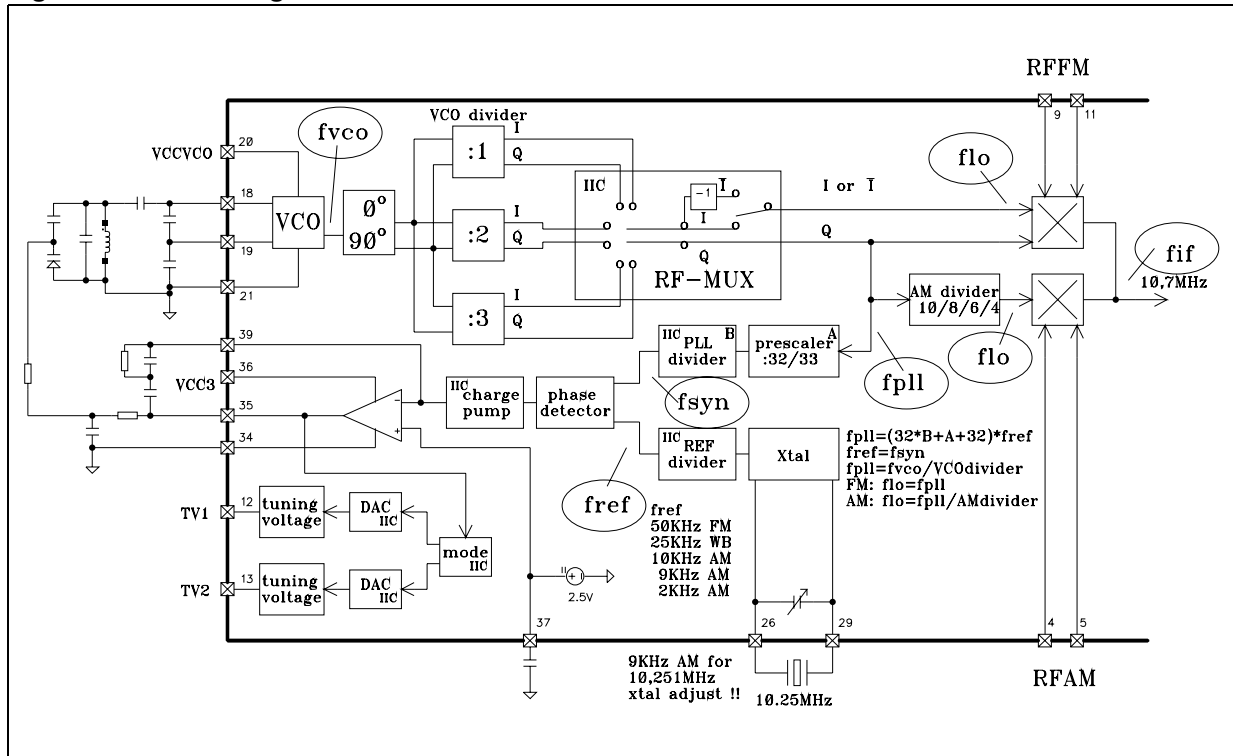 RFFM
9
11
VCO divider
fvco
VCCVCO
20
18
19
21
VCO
0°
90°
:1
I
Q
:2
I
Q
:3
I
Q
IIC
-1
I
I
Q
RF-MUX
I or I
Q
flo
fif
10,7MHz
AM divider
10/8/6/4
flo
fpll
39
36
VCC3
35
34
-
+
IIC
charge
pump
phase
detector
IIC
B
PLL
divider
A
prescaler
:32/33
fsyn
IIC
REF
divider
Xtal
fref
fpll=(32*B+A+32)*fref
fref=fsyn
fpll=fvco/VCOdivider
FM: flo=fpll
AM: flo=fpll/AMdivider
fref
50KHz FM
25KHz WB
10KHz AM
9KHz AM
2KHz AM
TV1
12
tuning
voltage
DAC
IIC
mode
IIC
TV2
13
tuning
voltage
DAC
IIC
2.5V
37
26
29
4
5
9KHz AM for
10,251MHz
xtal adjust !!
10.25MHz
RFAM